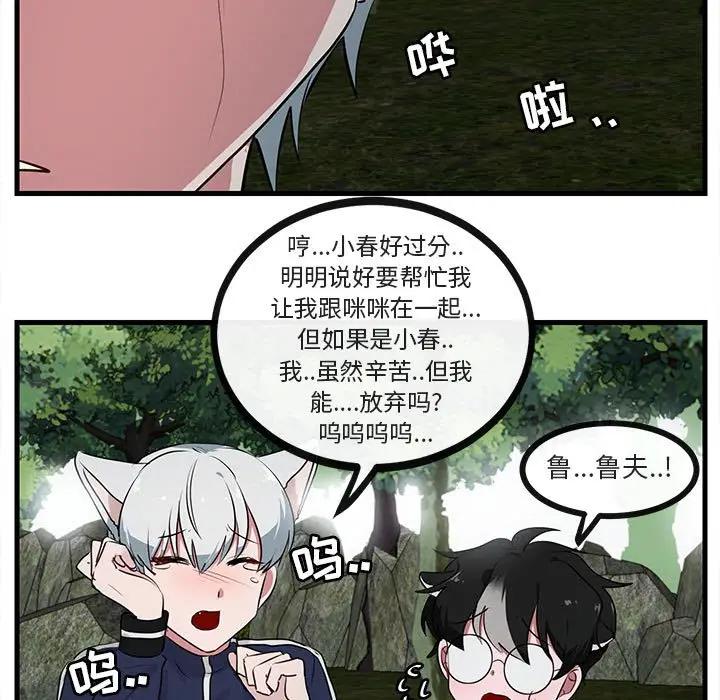 哗
啦..
哼...小春好过分..
明明说好要帮忙我
让我跟咪咪在一起...
但如果是小春..
我..虽然辛苦..但我
能....放弃吗?
呜呜呜呜...
鲁...鲁夫..!
呜..
呜..